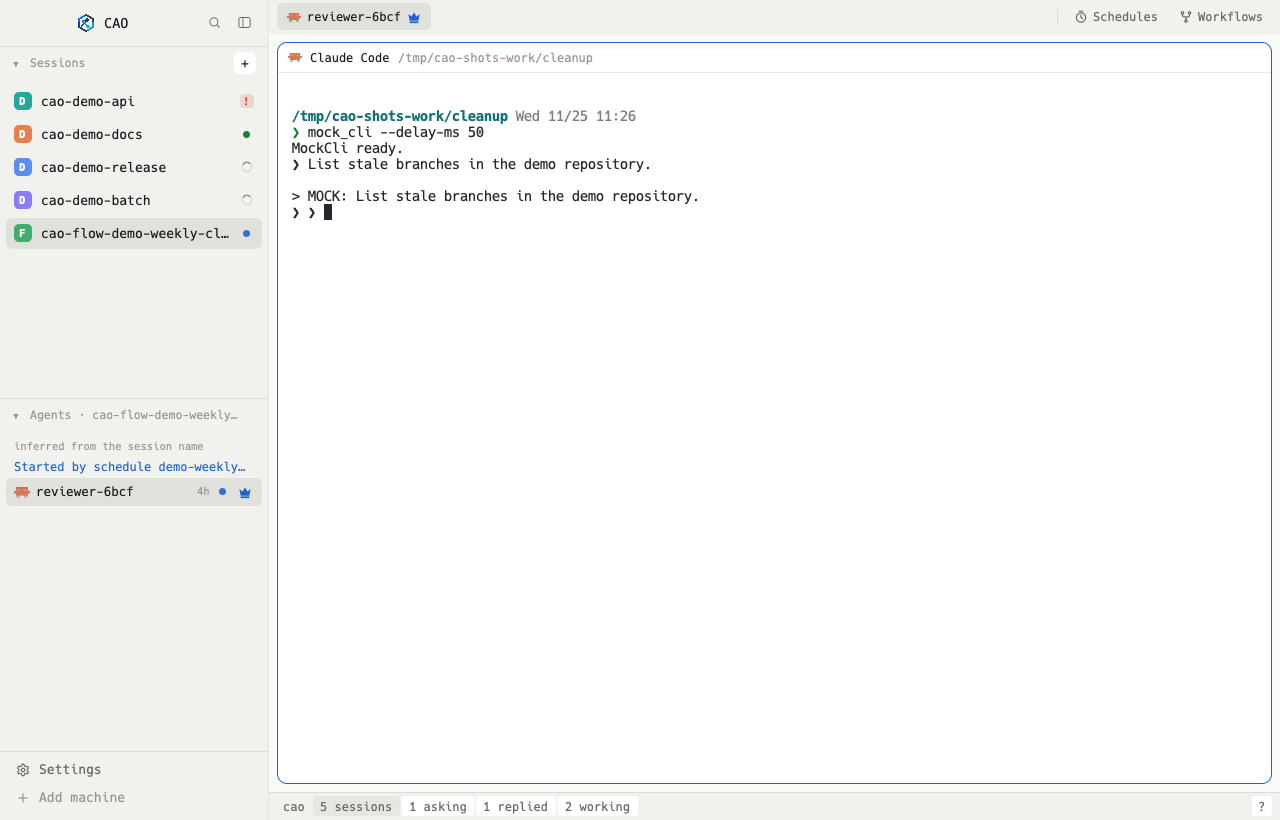 CAO
Sessions
+
D cao-demo-api !
D cao-demo-docs
D cao-demo-release
D cao-demo-batch
F cao-flow-demo-weekly-cl…
Agents · cao-flow-demo-weekly…
inferred from the session name
Started by schedule demo-weekly…
reviewer-6bcf 4h
Settings
+ Add machine
reviewer-6bcf
Schedules
Workflows
Claude Code /tmp/cao-shots-work/cleanup
/tmp/cao-shots-work/cleanup Wed 11/25 11:26
❯ mock_cli --delay-ms 50
MockCli ready.
❯ List stale branches in the demo repository.
> MOCK: List stale branches in the demo repository.
❯ ❯
cao 5 sessions 1 asking 1 replied 2 working ?